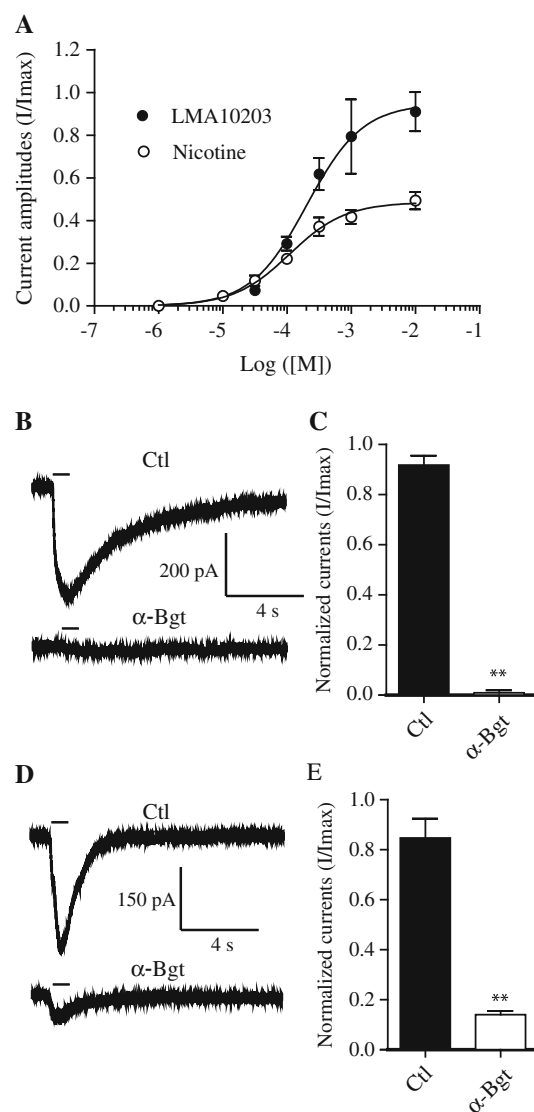 A
Current amplitudes (I/Imax)
1.2
1.0
0.8
0.6
0.4
0.2
0.0
LMA10203
Nicotine
-7 -6 -5 -4 -3 -2 -1
Log ([M])
B
Ctl
200 pA
4 s
α-Bgt
C
Normalized currents (I/Imax)
1.0
0.8
0.6
0.4
0.2
0.0
**
Ctl
α-Bgt
D
Ctl
150 pA
4 s
α-Bgt
E
Normalized currents (I/Imax)
1.0
0.8
0.6
0.4
0.2
0.0
**
Ctl
α-Bgt